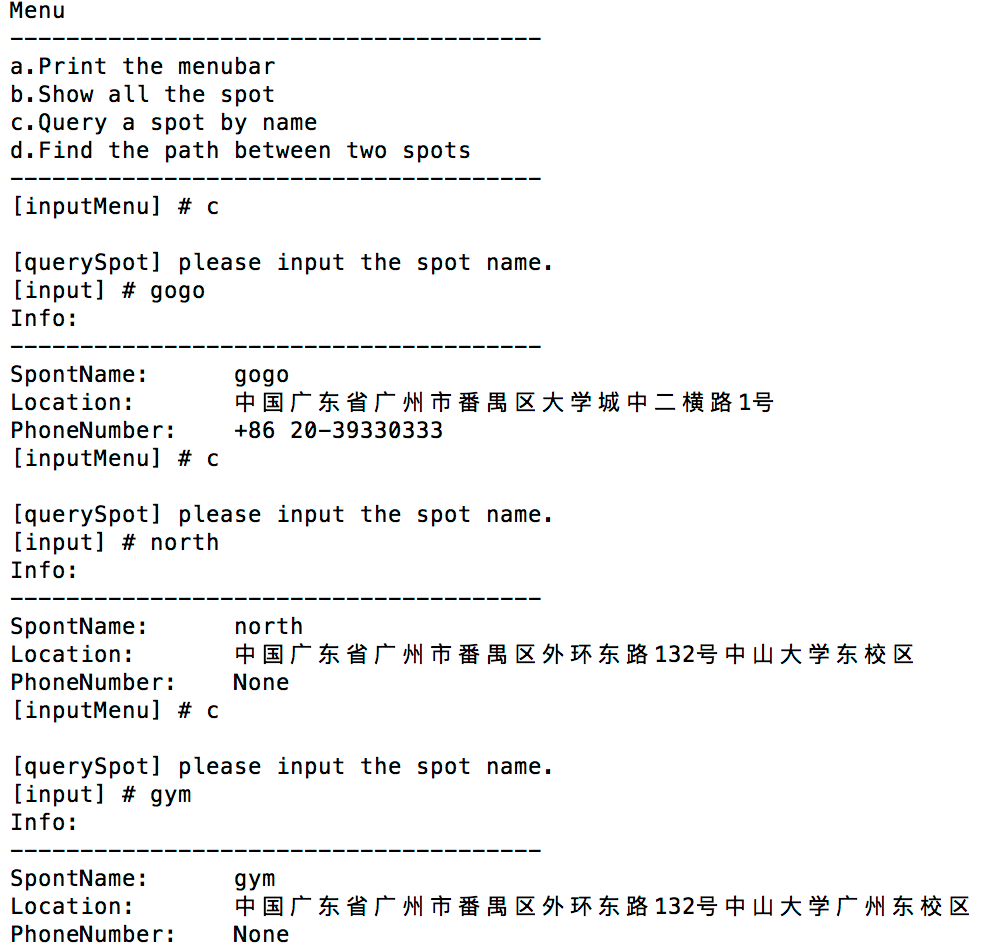 Menu
--------------------------------------
a.Print the menubar
b.Show all the spot
c.Query a spot by name
d.Find the path between two spots
--------------------------------------
[inputMenu] # c
[querySpot] please input the spot name.
[input] # gogo
Info:
--------------------------------------
SpontName: gogo
Location: 中国广东省广州市番禺区大学城中二横路1号
PhoneNumber: +86 20-39330333
[inputMenu] # c
[querySpot] please input the spot name.
[input] # north
Info:
--------------------------------------
SpontName: north
Location: 中国广东省广州市番禺区外环东路132号中山大学东校区
PhoneNumber: None
[inputMenu] # c
[querySpot] please input the spot name.
[input] # gym
Info:
--------------------------------------
SpontName: gym
Location: 中国广东省广州市番禺区外环东路132号中山大学广州东校区
PhoneNumber: None